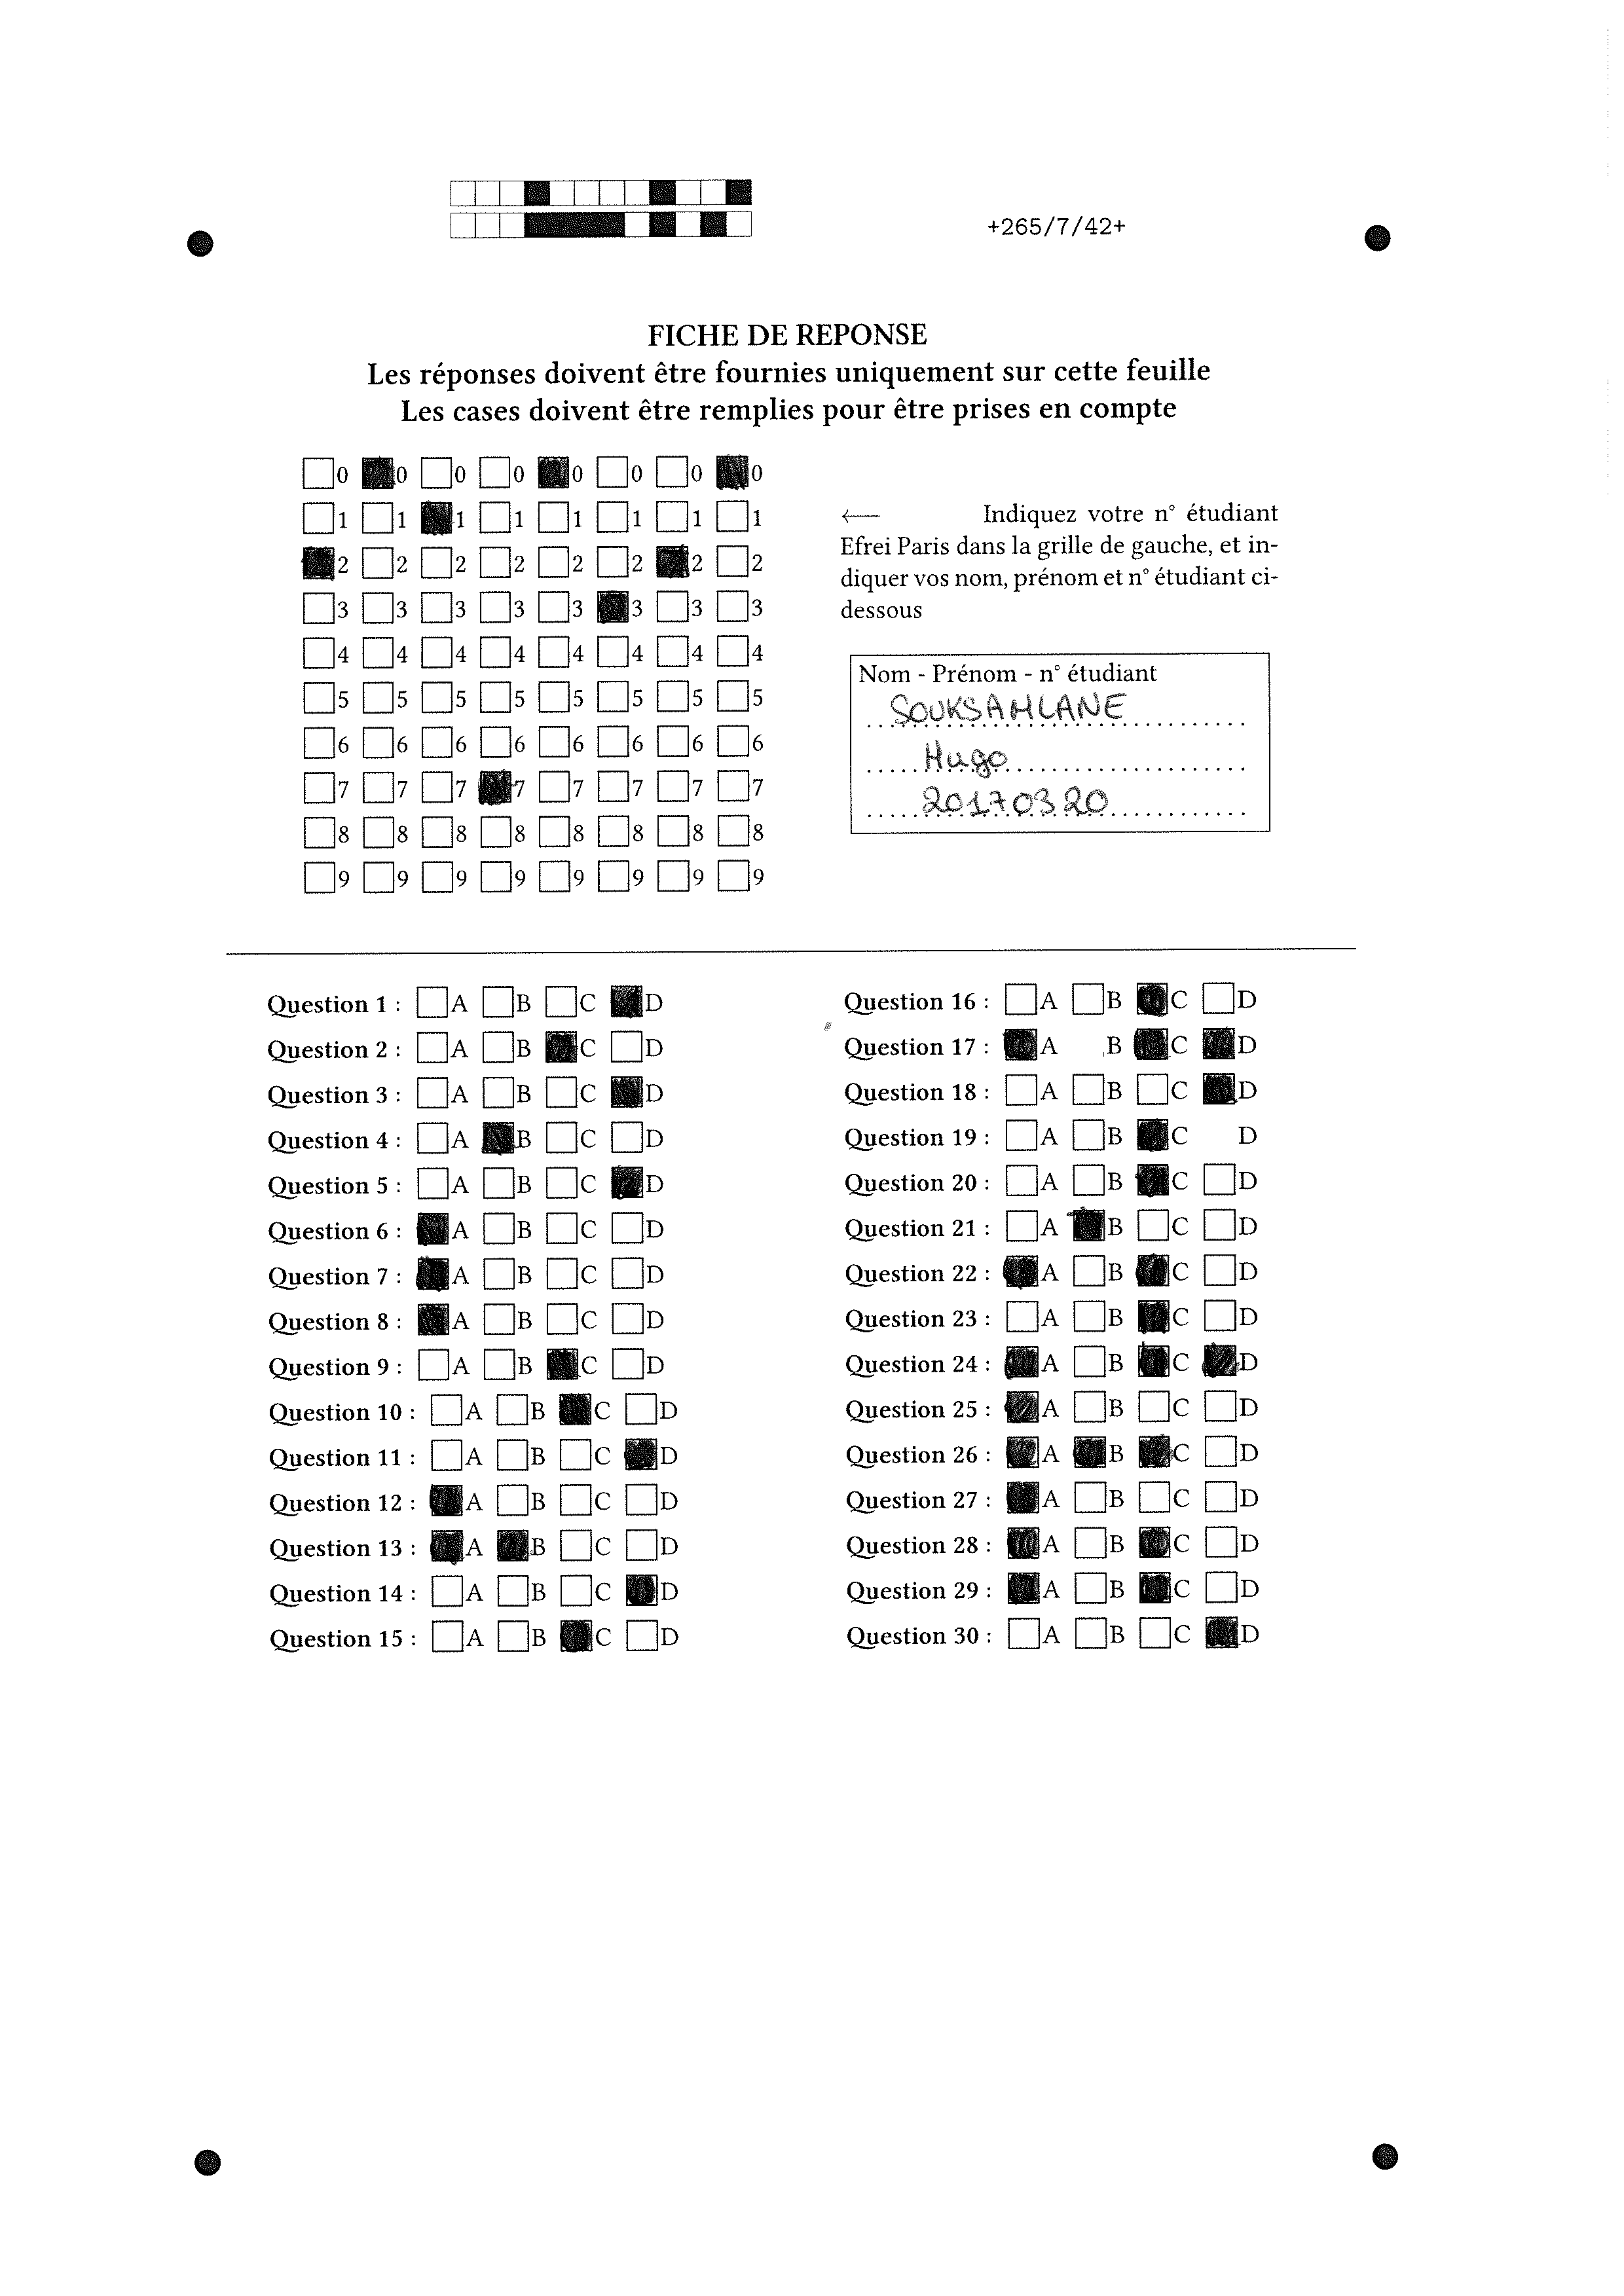 +265/7/42+
FICHE DE REPONSE
Les réponses doivent être fournies uniquement sur cette feuille
Les cases doivent être remplies pour être prises en compte
0 0 0 0 0 0 0 0
1 1 1 1 1 1 1 1
2 2 2 2 2 2 2 2
3 3 3 3 3 3 3 3
4 4 4 4 4 4 4 4
5 5 5 5 5 5 5 5
6 6 6 6 6 6 6 6
7 7 7 7 7 7 7 7
8 8 8 8 8 8 8 8
9 9 9 9 9 9 9 9
← Indiquez votre n° étudiant
Efrei Paris dans la grille de gauche, et in-
diquer vos nom, prénom et n° étudiant ci-
dessous
Nom - Prénom - n° étudiant
SOUKSAMLANE
Hugo
20170320
Question 1 : A B C D
Question 2 : A B C D
Question 3 : A B C D
Question 4 : A B C D
Question 5 : A B C D
Question 6 : A B C D
Question 7 : A B C D
Question 8 : A B C D
Question 9 : A B C D
Question 10 : A B C D
Question 11 : A B C D
Question 12 : A B C D
Question 13 : A B C D
Question 14 : A B C D
Question 15 : A B C D
Question 16 : A B C D
Question 17 : A B C D
Question 18 : A B C D
Question 19 : A B C D
Question 20 : A B C D
Question 21 : A B C D
Question 22 : A B C D
Question 23 : A B C D
Question 24 : A B C D
Question 25 : A B C D
Question 26 : A B C D
Question 27 : A B C D
Question 28 : A B C D
Question 29 : A B C D
Question 30 : A B C D